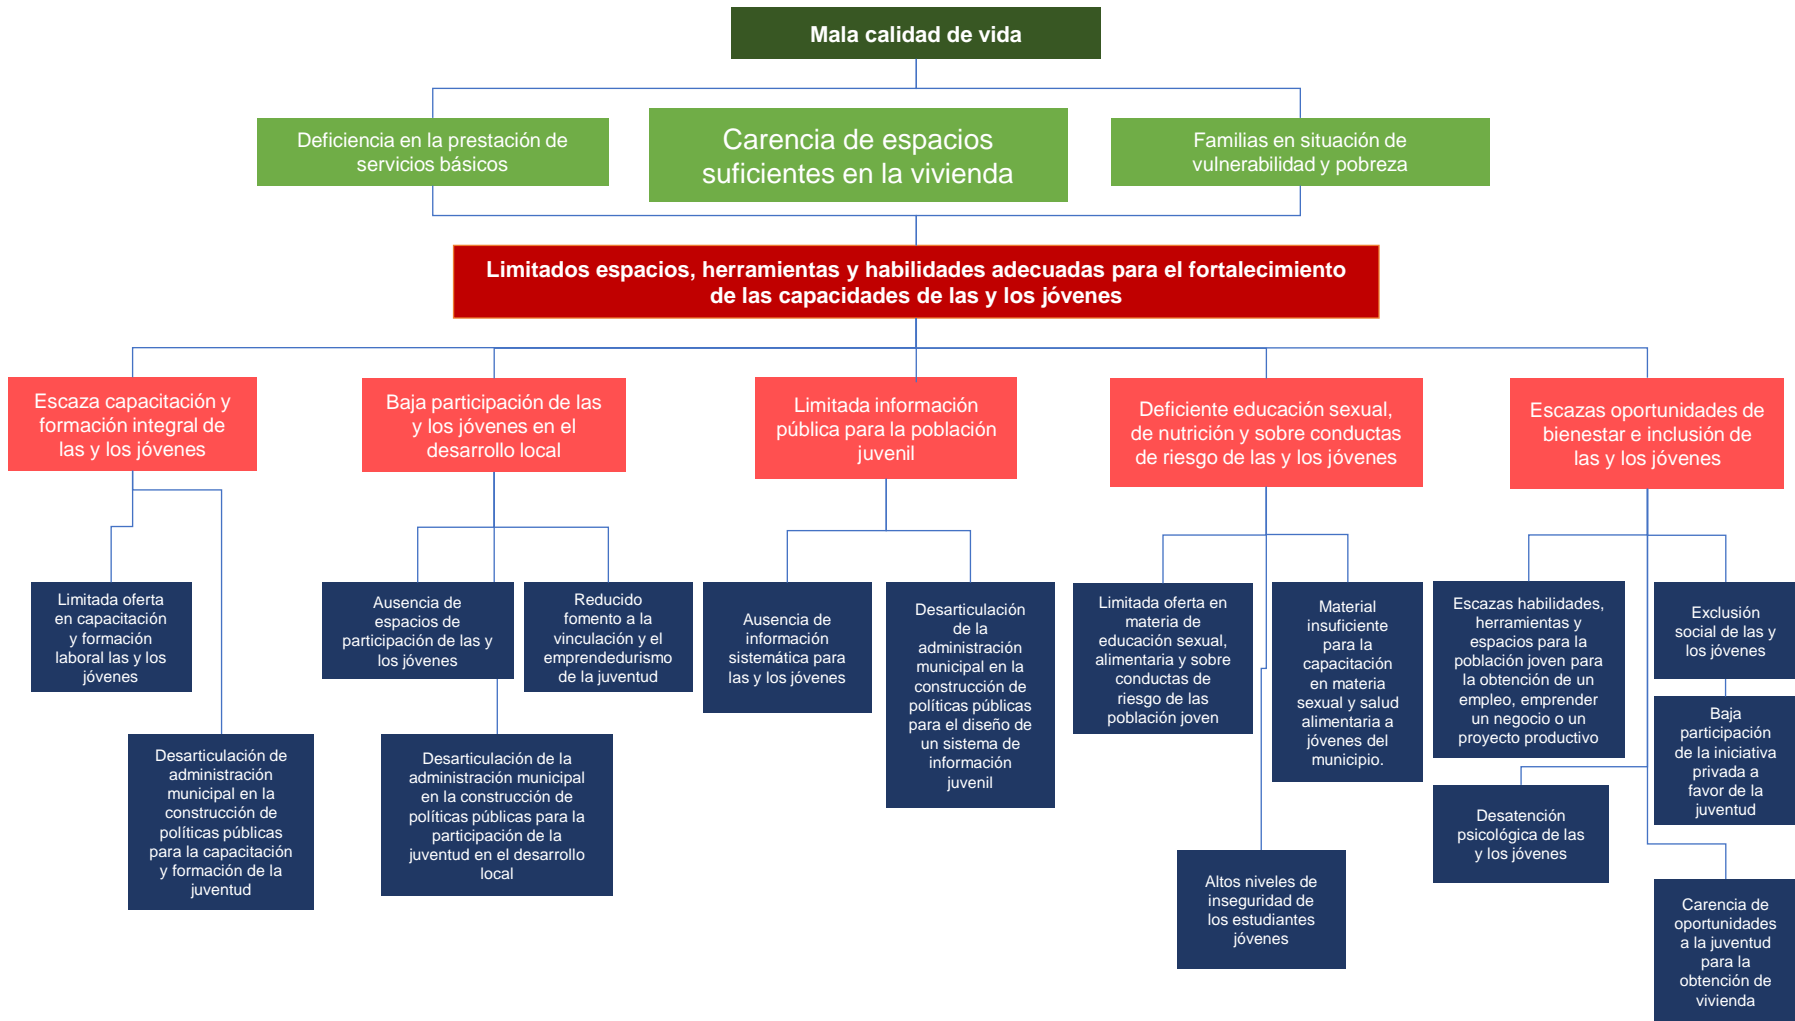 Mala calidad de vida
Deficiencia en la prestación de
servicios básicos
Carencia de espacios
suficientes en la vivienda
Familias en situación de
vulnerabilidad y pobreza
Limitados espacios, herramientas y habilidades adecuadas para el fortalecimiento
de las capacidades de las y los jóvenes
Escaza capacitación y
formación integral de
las y los jóvenes
Baja participación de las
y los jóvenes en el
desarrollo local
Limitada información
pública para la población
juvenil
Deficiente educación sexual,
de nutrición y sobre conductas
de riesgo de las y los jóvenes
Escazas oportunidades de
bienestar e inclusión de
las y los jóvenes
Limitada oferta
en capacitación
y formación
laboral las y los
jóvenes
Desarticulación de
administración
municipal en la
construcción de
políticas públicas
para la capacitación
y formación de la
juventud
Ausencia de
espacios de
participación de las y
los jóvenes
Reducido
fomento a la
vinculación y el
emprendedurismo
de la juventud
Desarticulación de la
administración municipal
en la construcción de
políticas públicas para la
participación de la
juventud en el desarrollo
local
Ausencia de
información
sistemática para
las y los jóvenes
Desarticulación
de la
administración
municipal en la
construcción de
políticas públicas
para el diseño de
un sistema de
información
juvenil
Limitada oferta en
materia de
educación sexual,
alimentaria y sobre
conductas de
riesgo de las
población joven
Material
insuficiente
para la
capacitación
en materia
sexual y salud
alimentaria a
jóvenes del
municipio.
Altos niveles de
inseguridad de
los estudiantes
jóvenes
Escazas habilidades,
herramientas y
espacios para la
población joven para
la obtención de un
empleo, emprender
un negocio o un
proyecto productivo
Exclusión
social de las y
los jóvenes
Baja
participación
de la iniciativa
privada a
favor de la
juventud
Desatención
psicológica de las
y los jóvenes
Carencia de
oportunidades
a la juventud
para la
obtención de
vivienda